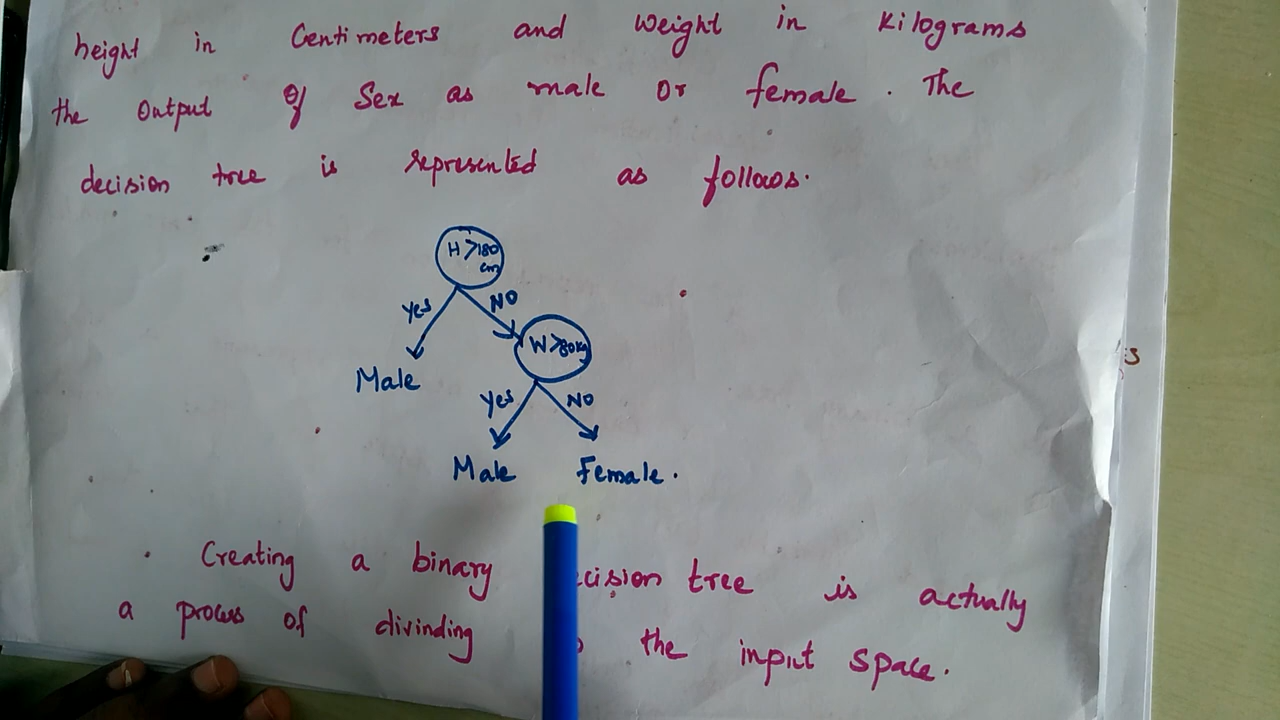 height in Centimeters and Weight in Kilograms
the output of Sex as male or female. The
decision tree is represented as follows.
H >180
cm
Yes
NO
W >80kg
Male
Yes
NO
Male
Female.
Creating a binary ecision tree is actually
a process of divinding the input space.
s